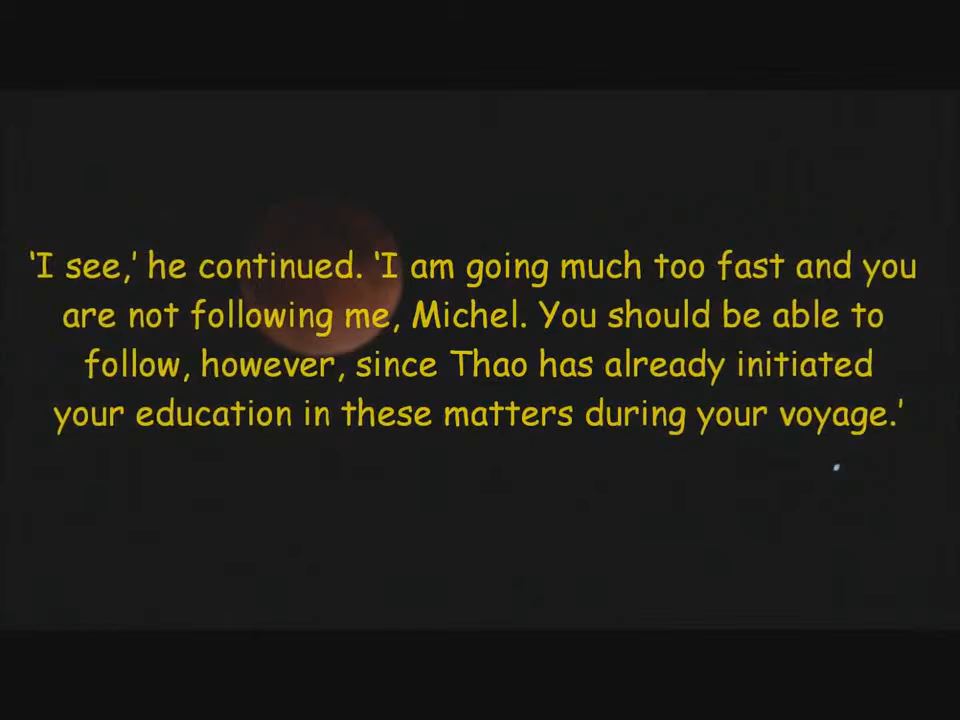 ‘I see,’ he continued. ‘I am going much too fast and you
are not following me, Michel. You should be able to
follow, however, since Thao has already initiated
your education in these matters during your voyage.’